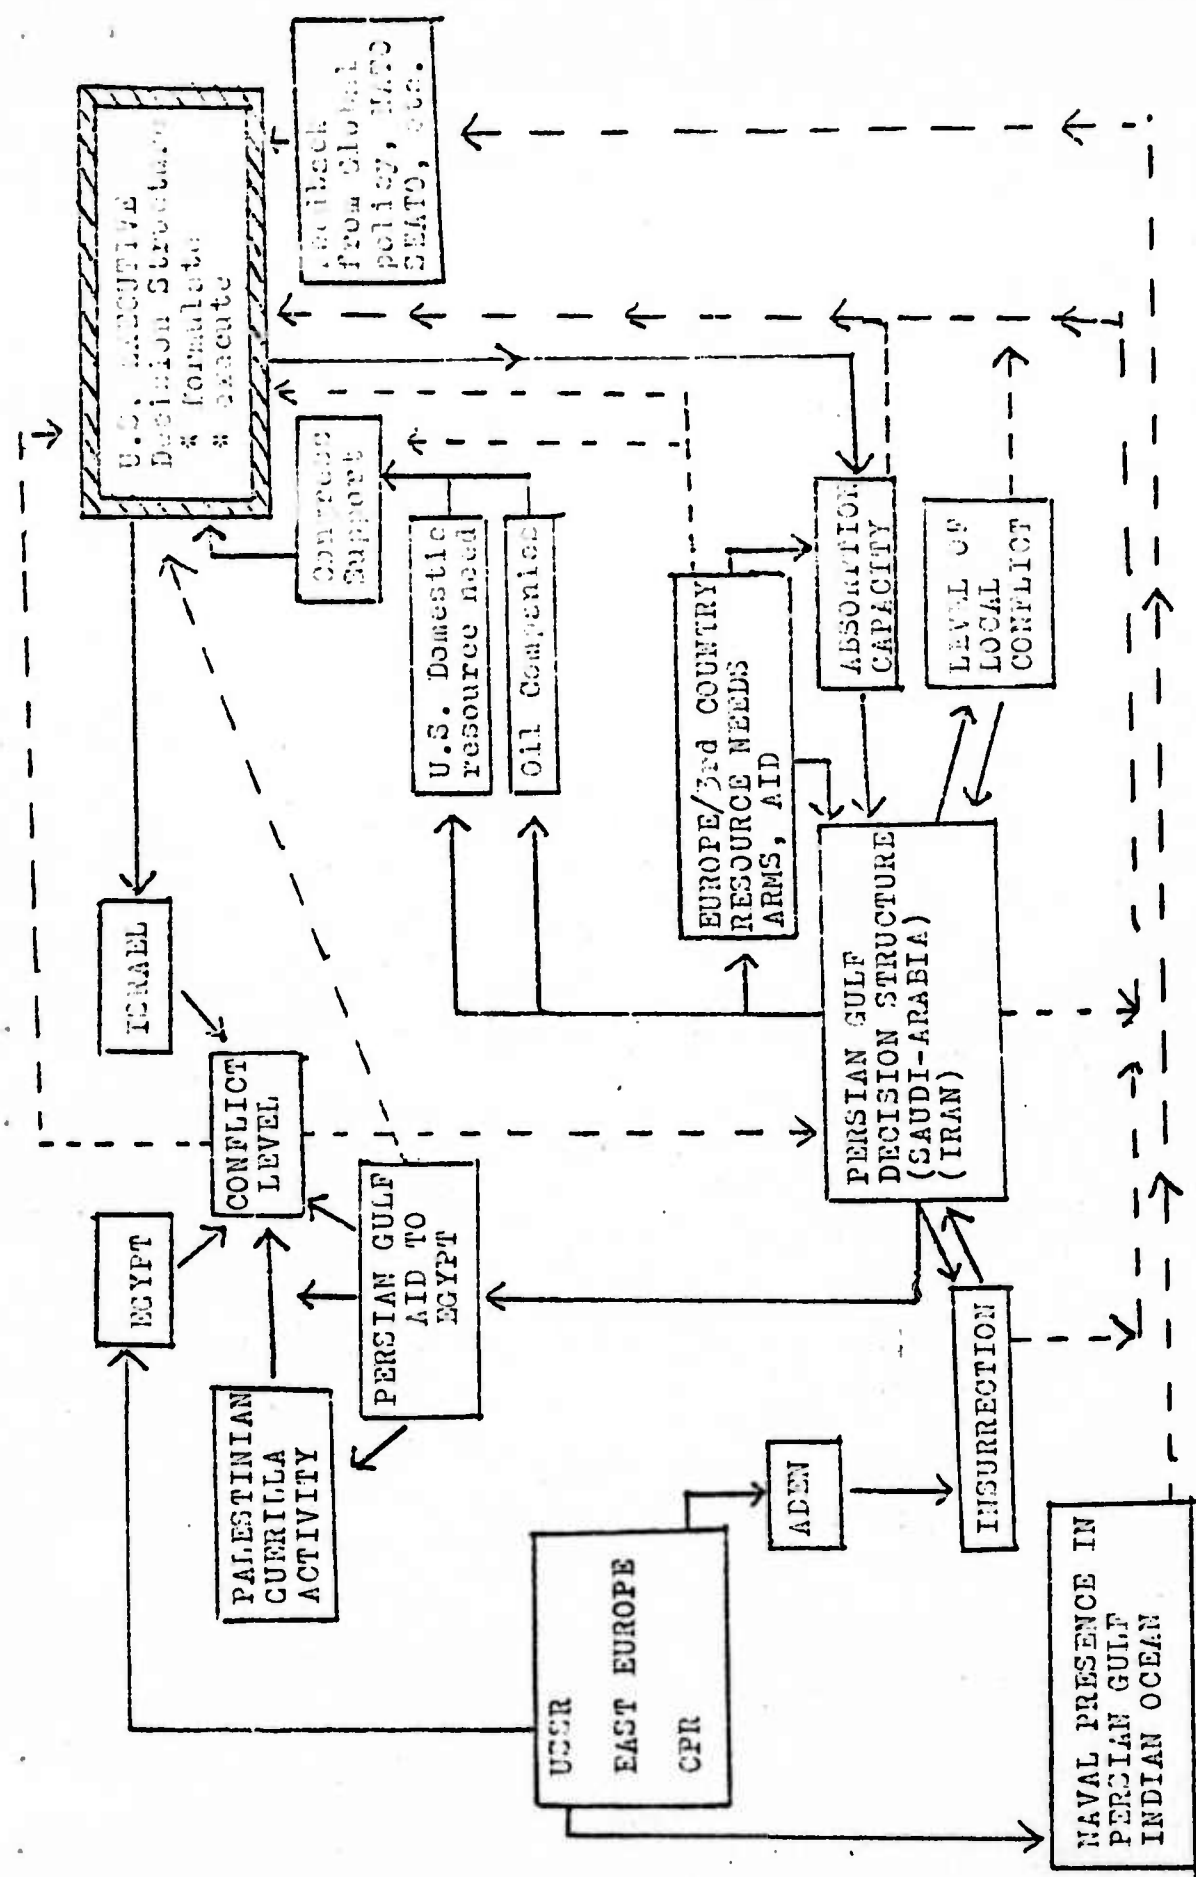 U.S. EXECUTIVE
Decision Structure
* formulate
* execute
Feedback
from Global
policy, NATO
SEATO, etc.
Congress
Support
U.S. Domestic
resource need
Oil Companies
ISRAEL
CONFLICT
LEVEL
EGYPT
PALESTINIAN
GUERILLA
ACTIVITY
PERSIAN GULF
AID TO
EGYPT
EUROPE/3rd COUNTRY
RESOURCE NEEDS
ARMS, AID
ABSORPTION
CAPACITY
LEVEL OF
LOCAL
CONFLICT
PERSIAN GULF
DECISION STRUCTURE
(SAUDI-ARABIA)
(IRAN)
USSR
EAST EUROPE
CPR
ADEN
INSURRECTION
NAVAL PRESENCE IN
PERSIAN GULF
INDIAN OCEAN